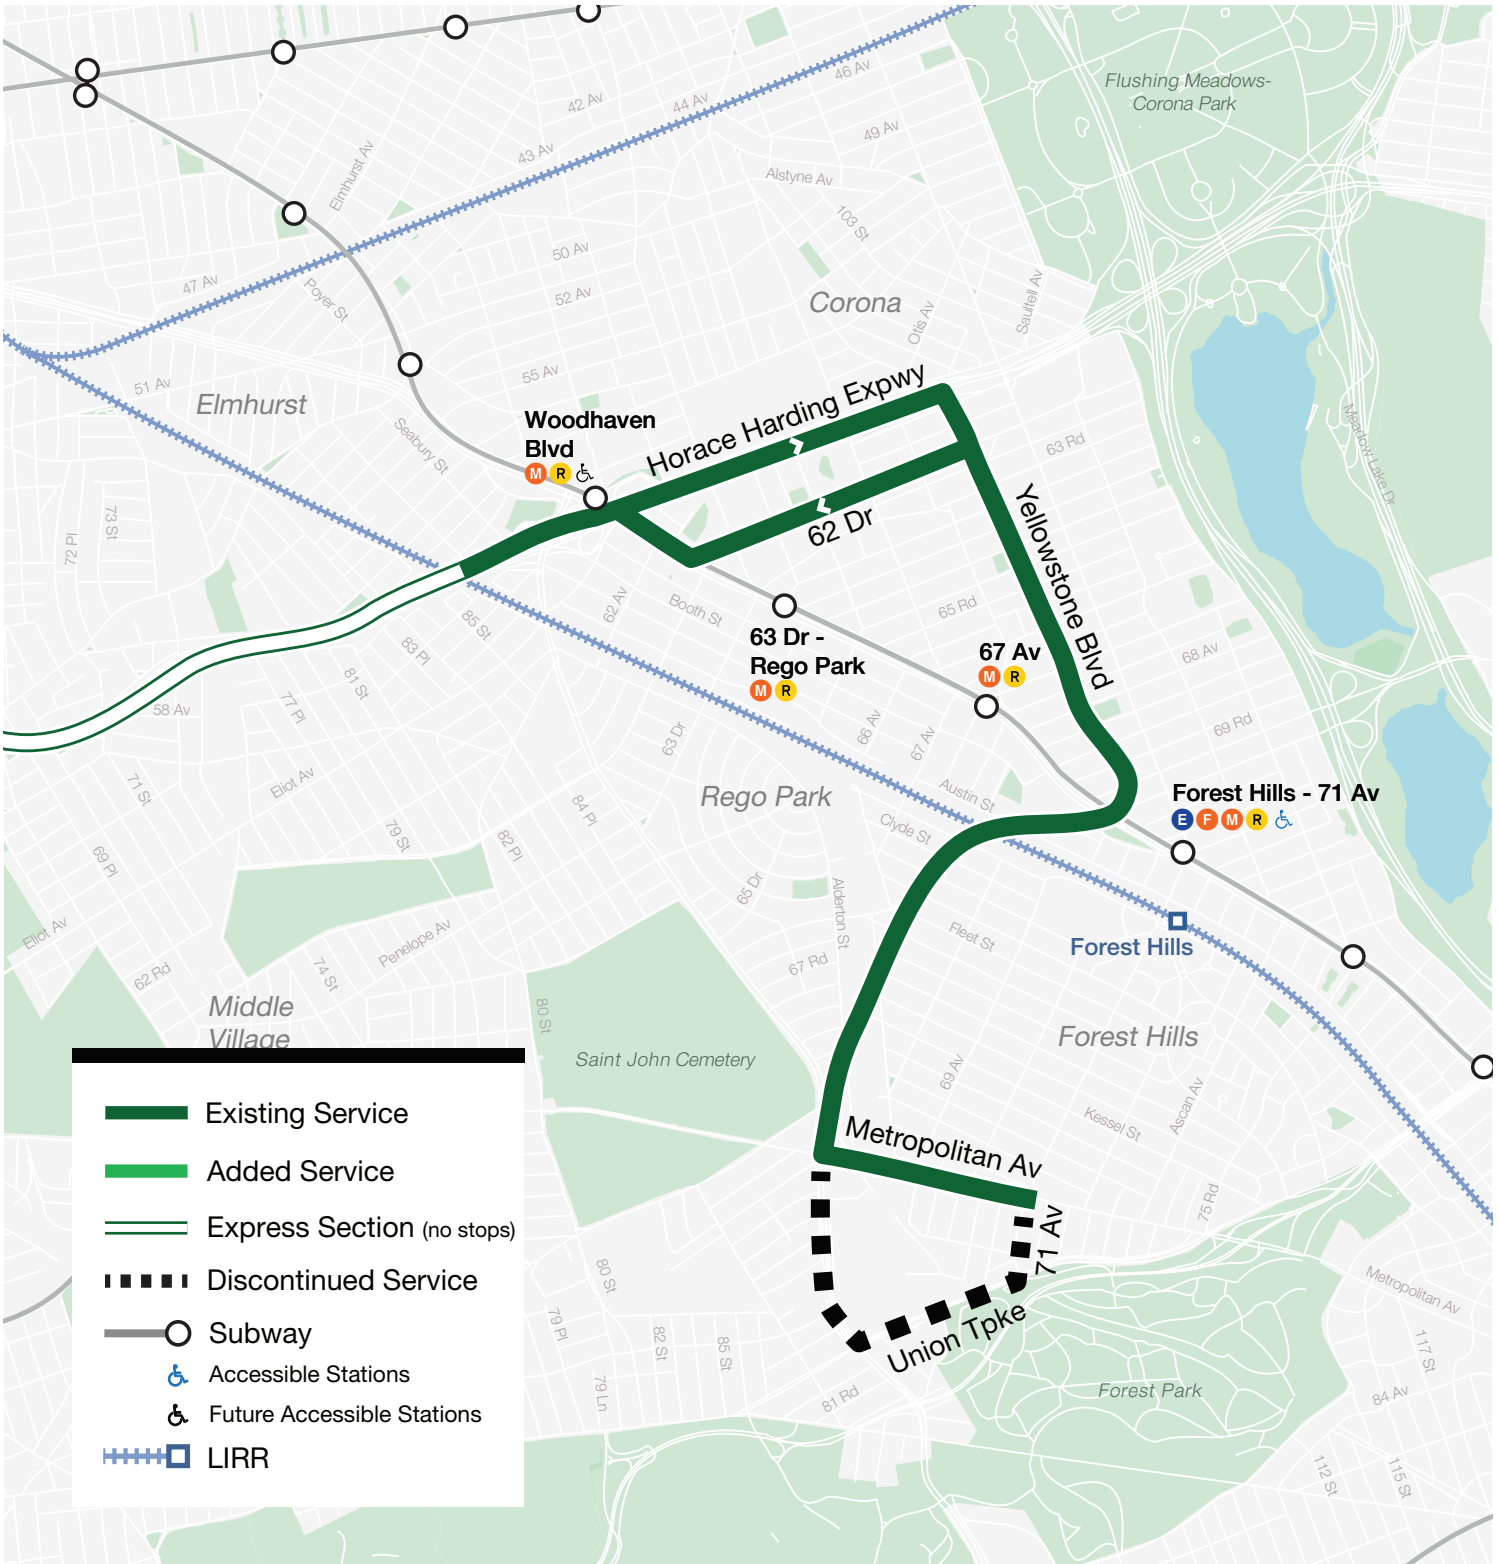 46 Av
Flushing Meadows-
Corona Park
42 Av
44 Av
49 Av
43 Av
Elmhurst Av
Alstyne Av
103 St
50 Av
47 Av
Poyer St
52 Av
Corona
Otis Av
Saultell Av
55 Av
51 Av
Elmhurst
Seabury St
Woodhaven
Blvd
M R
Horace Harding Expwy
63 Rd
Meadow Lake Dr
73 St
72 Pl
62 Dr
Yellowstone Blvd
62 Av
Booth St
65 Rd
85 St
83 Pl
63 Dr -
Rego Park
M R
67 Av
M R
68 Av
81 St
77 Pl
58 Av
63 Dr
66 Av
67 Av
69 Rd
71 St
Eliot Av
Rego Park
Austin St
Forest Hills - 71 Av
E F M R
84 Pl
Clyde St
79 St
82 Pl
69 Pl
65 Dr
Alderton St
Eliot Av
Penelope Av
Fleet St
Forest Hills
62 Rd
74 St
67 Rd
Middle
Village
80 St
Saint John Cemetery
Forest Hills
69 Av
Kessel St
Ascan Av
Metropolitan Av
75 Rd
71 Av
Union Tpke
80 St
79 Pl
82 St
85 St
79 Ln
81 Rd
Forest Park
Metropolitan Av
117 St
84 Av
112 St
115 St
Existing Service
Added Service
Express Section (no stops)
Discontinued Service
Subway
Accessible Stations
Future Accessible Stations
LIRR